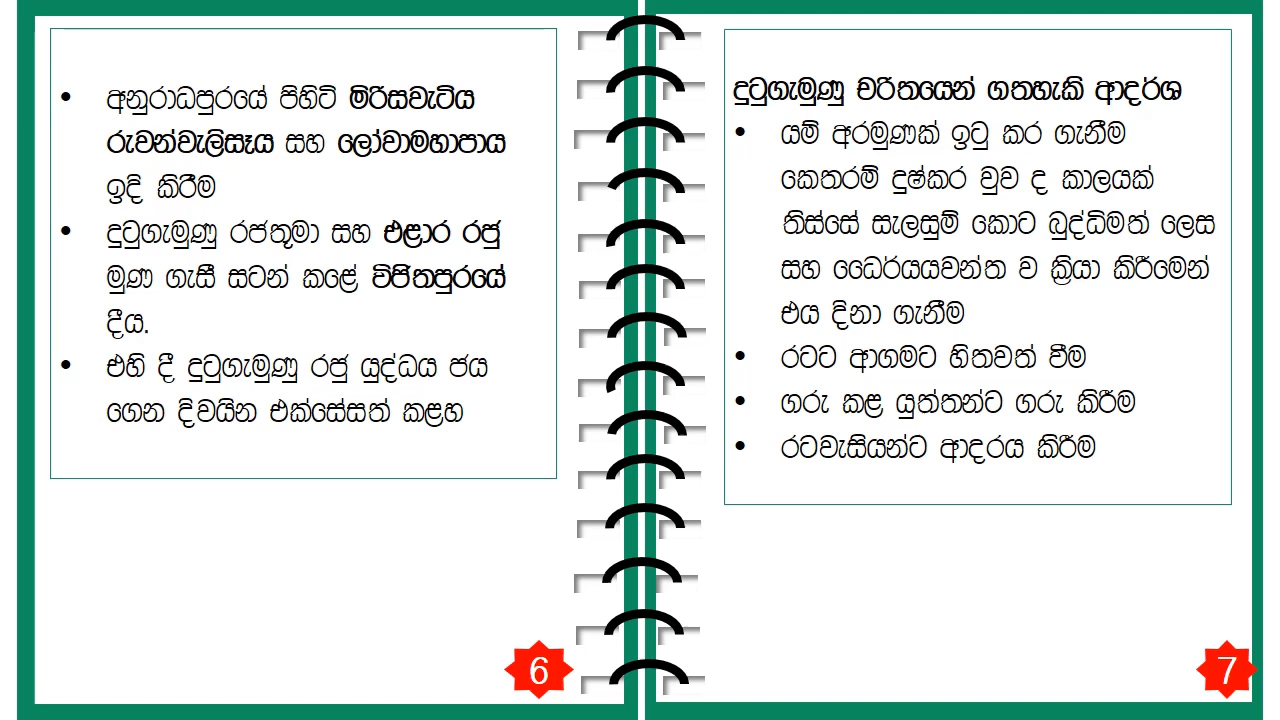 • අනුරාධපුරයේ පිහිටි මිරිසවැටිය
රුවන්වැලිසෑය සහ ලෝවාමහාපාය
ඉදි කිරීම
• දුටුගැමුණු රජතුමා සහ එළාර රජු
මුණ ගැසී සටන් කළේ විජිතපුරයේ
දීය.
• එහි දී දුටුගැමුණු රජු යුද්ධය ජය
ගෙන දිවයින එක්සේසත් කළහ
6
දුටුගැමුණු චරිතයෙන් ගතහැකි ආදර්ශ
• යම් අරමුණක් ඉටු කර ගැනීම
කෙතරම් දුෂ්කර වුව ද කාලයක්
තිස්සේ සැලසුම් කොට බුද්ධිමත් ලෙස
සහ ධෛර්යයවන්ත ව ක්‍රියා කිරීමෙන්
එය දිනා ගැනීම
• රටට ආගමට හිතවත් වීම
• ගරු කළ යුත්තන්ට ගරු කිරීම
• රටවැසියන්ට ආදරය කිරීම
7